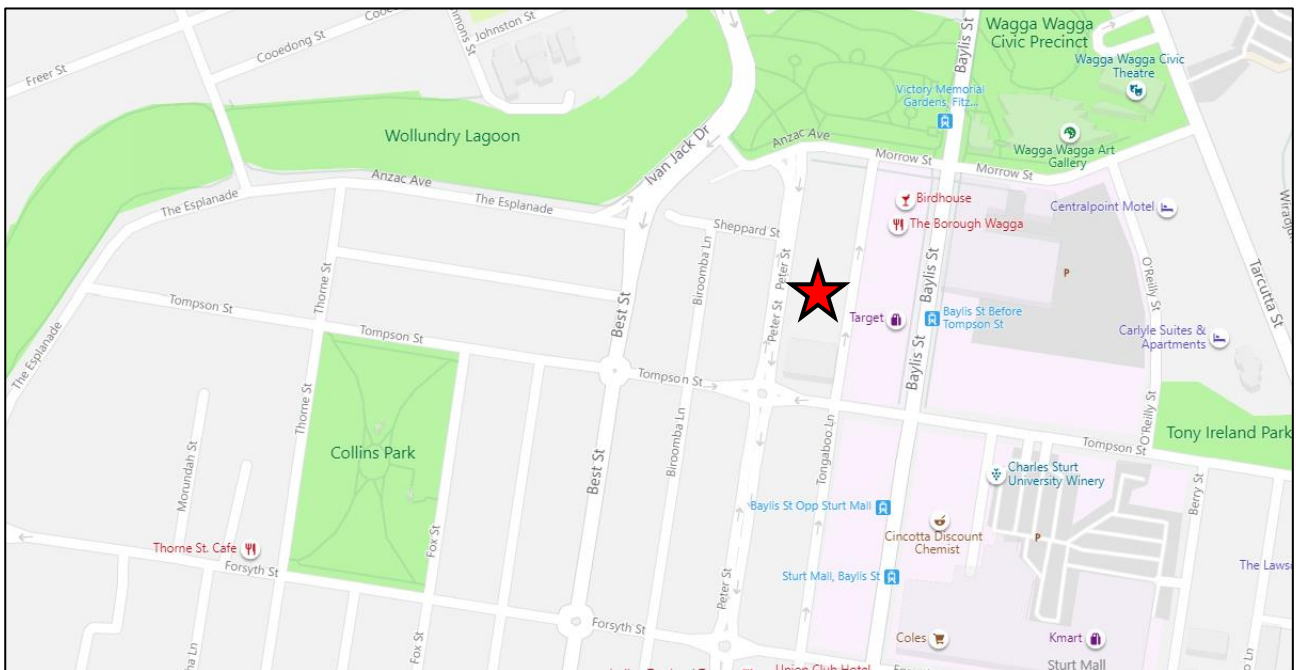 Freer St
Cooedong St
Johnston St
Baylis St
Wagga Wagga
Civic Precinct
Wagga Wagga Civic
Theatre
Victory Memorial
Gardens, Fitz...
Wollundry Lagoon
Ivan Jack Dr
Anzac Ave
Wagga Wagga Art
Gallery
Morrow St
Morrow St
Anzac Ave
The Esplanade
The Esplanade
Birdhouse
The Borough Wagga
Centralpoint Motel
Sheppard St
Biroomba Ln
Peter St
Peter St
Baylis St
O'Reilly St
Tarcutta St
P
Thorne St
Tompson St
Tompson St
Best St
Target
Baylis St Before
Tompson St
Carlyle Suites &
Apartments
The Esplanade
Tompson St
Baylis St
O'Reilly St
Tompson St
Tony Ireland Park
Thorne St
Collins Park
Morundah St
Fox St
Best St
Biroomba Ln
Tongaboo Ln
Charles Sturt
University Winery
Berry St
Baylis St Opp Sturt Mall
Cincotta Discount
Chemist
P
Thorne St. Cafe
Forsyth St
Sturt Mall, Baylis St
Peter St
The Laws
Forsyth St
Fox St
Coles
Kmart
Sturt Mall
Union Club Hotel